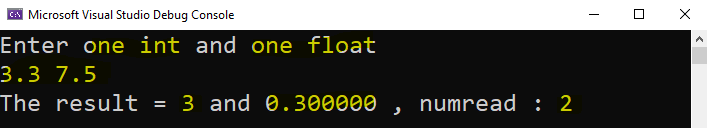 Microsoft Visual Studio Debug Console
Enter one int and one float
3.3 7.5
The result = 3 and 0.300000 , numread : 2